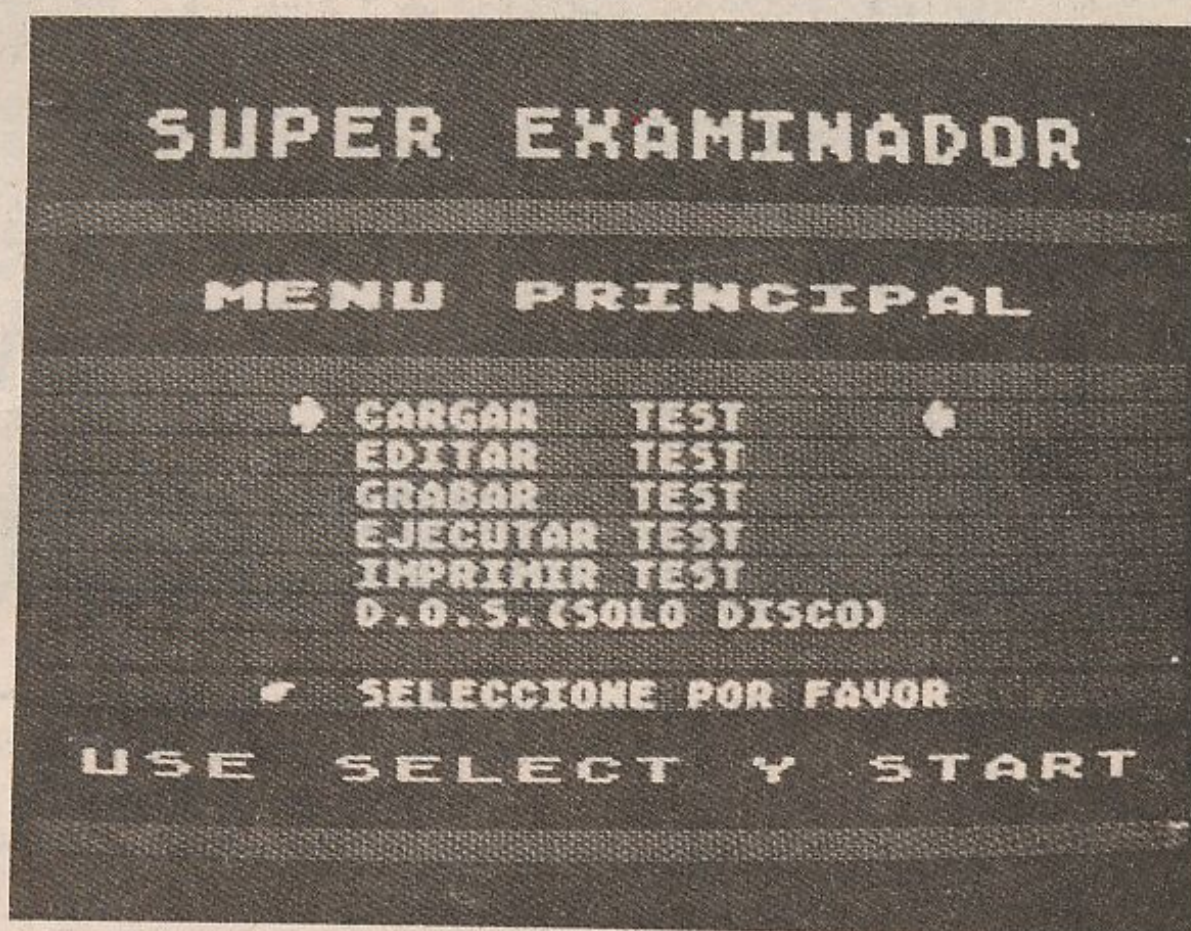 SUPER EXAMINADOR
MENU PRINCIPAL
CARGAR TEST
EDITAR TEST
GRABAR TEST
EJECUTAR TEST
IMPRIMIR TEST
D.O.S.(SOLO DISCO)
SELECCIONE POR FAVOR
USE SELECT Y START